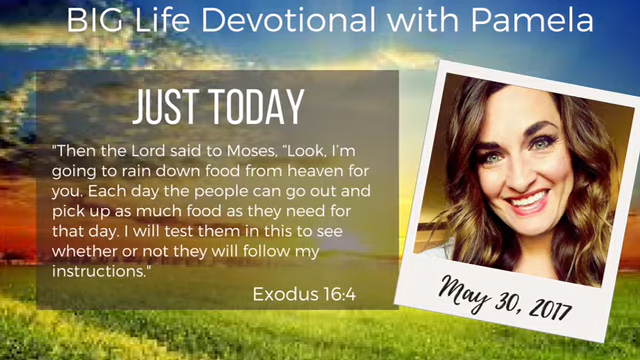 BIG Life Devotional with Pamela
JUST TODAY
"Then the Lord said to Moses, “Look, I’m
going to rain down food from heaven for
you. Each day the people can go out and
pick up as much food as they need for
that day. I will test them in this to see
whether or not they will follow my
instructions."
Exodus 16:4
May 30, 2017